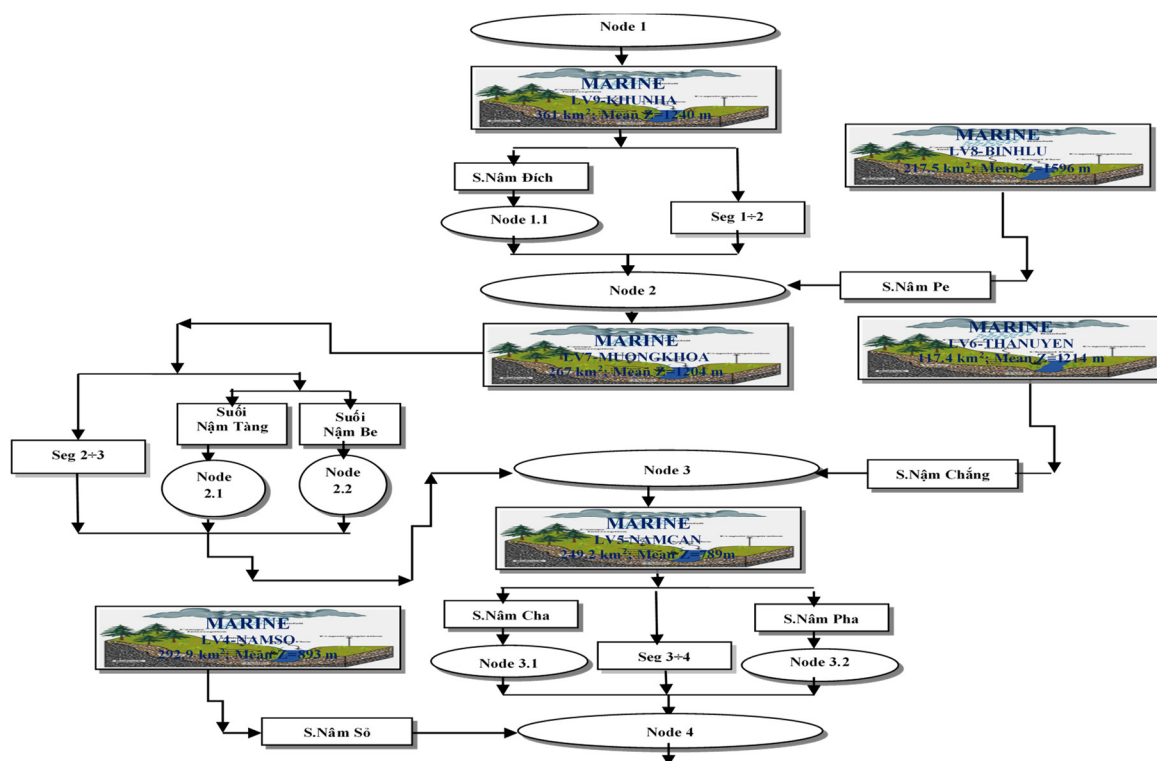 Node 1
MARINE
LV9-KHUNHA
361 km²; Mean Z=1240 m
MARINE
LV8-BINHLU
217.5 km²; Mean Z=1596 m
S.Nậm Đích
Node 1.1
Seg 1÷2
Node 2
S.Nậm Pe
MARINE
LV7-MUONGKHOA
267 km²; Mean Z=1204 m
MARINE
LV6-THANUYEN
117.4 km²; Mean Z=1214 m
Suối
Nậm Tàng
Suối
Nậm Be
Seg 2÷3
Node
2.1
Node
2.2
Node 3
S.Nậm Chắng
MARINE
LV5-NAMCAN
249.2 km²; Mean Z=789m
MARINE
LV4-NAMSO
292.9 km²; Mean Z=893 m
S.Nậm Cha
S.Nậm Pha
Node 3.1
Seg 3÷4
Node 3.2
S.Nậm Sỏ
Node 4